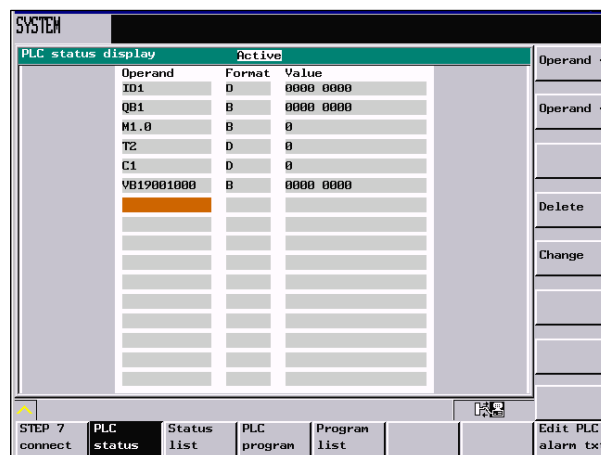 SYSTEM
PLC status display Active
Operand Format Value
ID1 D 0000 0000
QB1 B 0000 0000
M1.0 B 0
T2 D 0
C1 D 0
VB19001000 B 0000 0000
Operand
Operand
Delete
Change
STEP 7 connect
PLC status
Status list
PLC program
Program list
Edit PLC alarm txt